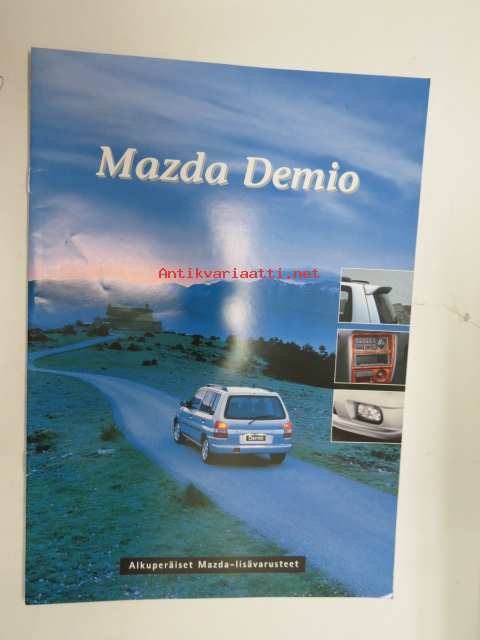 Mazda Demio
Antikvariaatti.net
Alkuperäiset Mazda-lisävarusteet